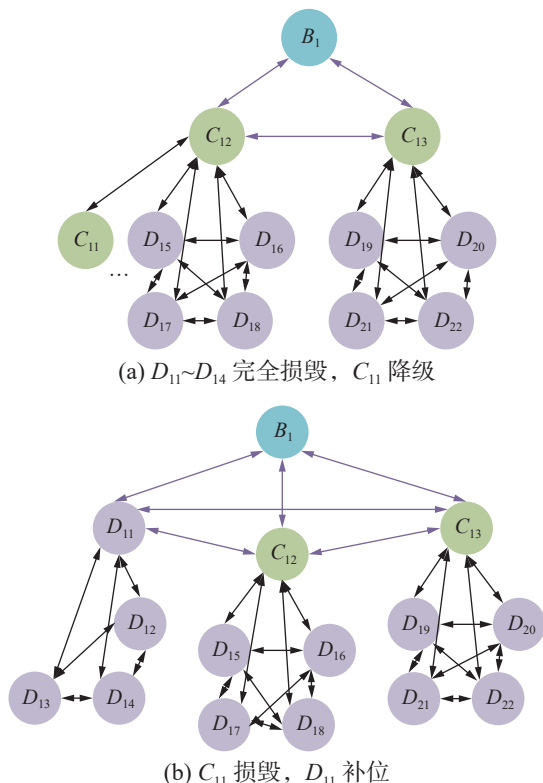 B₁
C₁₂ C₁₃
C₁₁ D₁₅ D₁₆ D₁₉ D₂₀
…
D₁₇ D₁₈ D₂₁ D₂₂
(a) D₁₁~D₁₄ 完全损毁，C₁₁ 降级
B₁
D₁₁ C₁₃
C₁₂
D₁₂ D₁₉ D₂₀
D₁₅ D₁₆
D₁₃ D₁₄ D₂₁ D₂₂
D₁₇ D₁₈
(b) C₁₁ 损毁，D₁₁ 补位